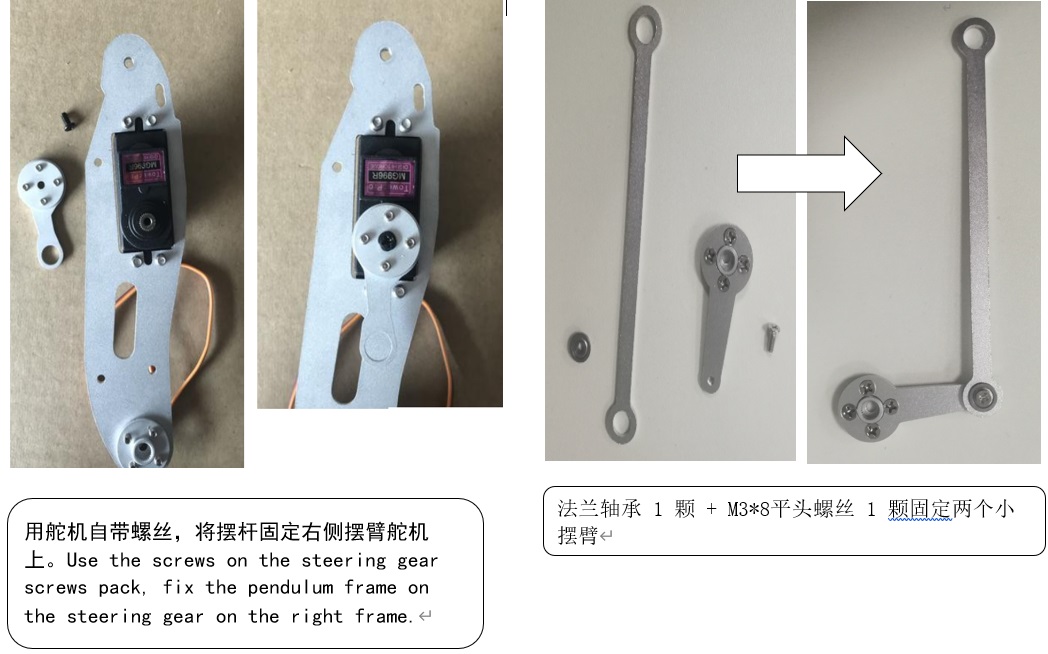 MG996R
MG996R
用舵机自带螺丝，将摆杆固定右侧摆臂舵机
上。Use the steering gear
screws pack, fix the pendulum frame on
the steering gear on the right frame.
法兰轴承 1 颗 + M3*8平头螺丝 1 颗固定两个小
摆臂